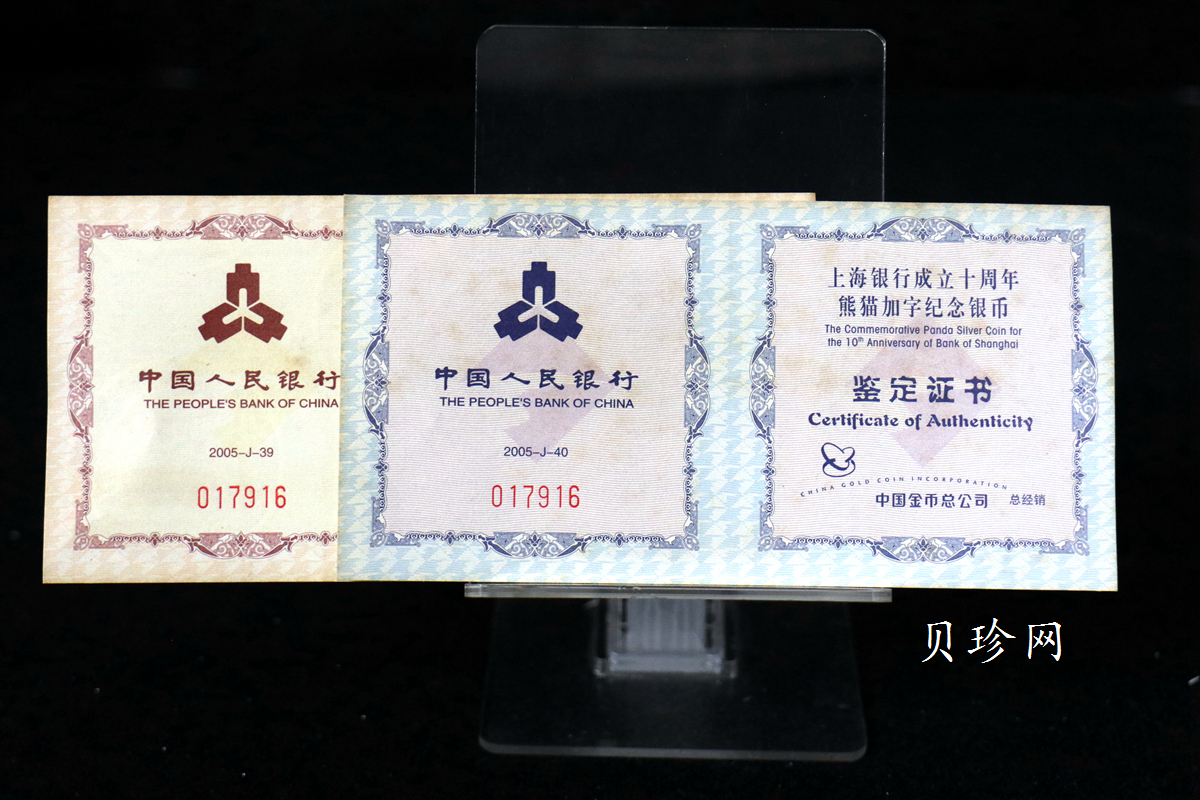 中国人民银行
THE PEOPLE'S BANK OF CHINA
2005-J-39
017916
中国人民银行
THE PEOPLE'S BANK OF CHINA
2005-J-40
017916
上海银行成立十周年
熊猫加字纪念银币
The Commemorative Panda Silver Coin for
the 10th Anniversary of Bank of Shanghai
鉴定证书
Certificate of Authenticity
CHINA GOLD COIN INCORPORATION
中国金币总公司 总经销
贝珍网